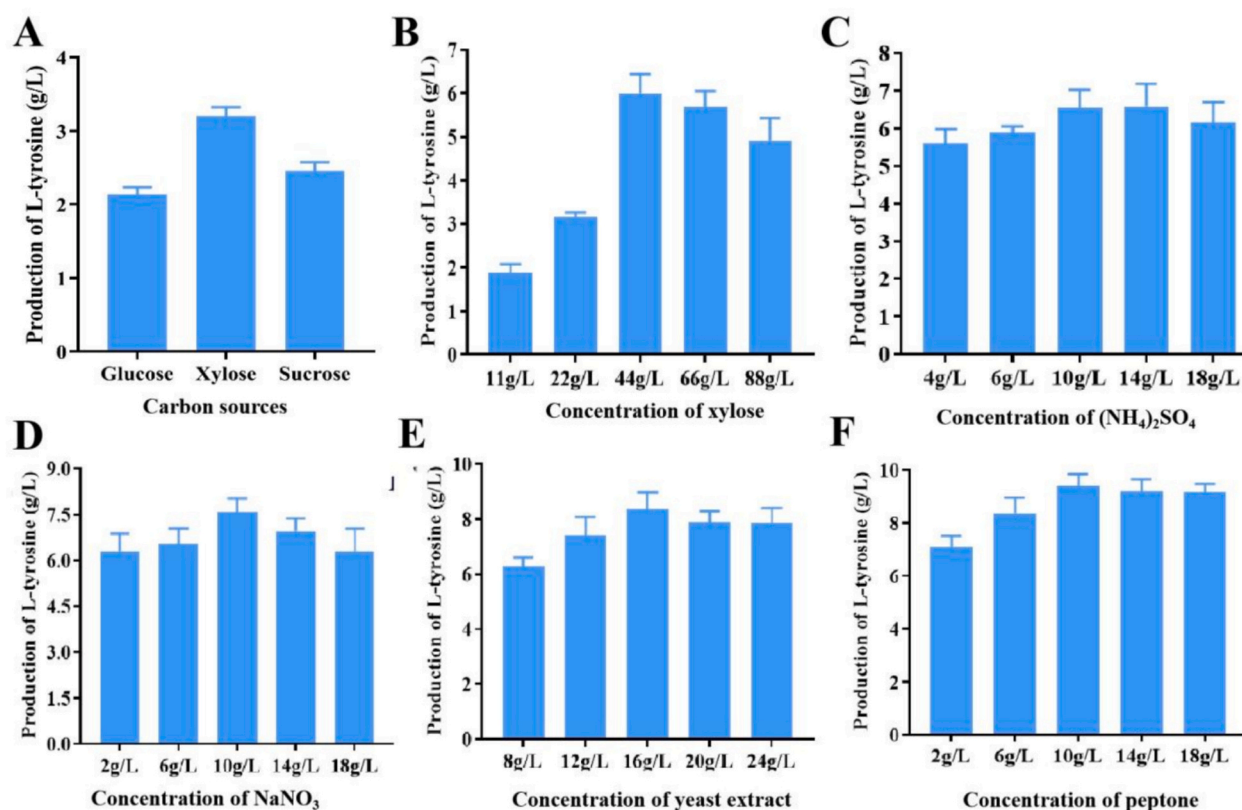 A
Production of L-tyrosine (g/L)
4
3
2
1
0
Glucose Xylose Sucrose
Carbon sources
B
Production of L-tyrosine (g/L)
7
6
5
4
3
2
1
0
11g/L 22g/L 44g/L 66g/L 88g/L
Concentration of xylose
C
Production of L-tyrosine (g/L)
8
7
6
5
4
3
2
1
0
4g/L 6g/L 10g/L 14g/L 18g/L
Concentration of (NH₄)₂SO₄
D
Production of L-tyrosine (g/L)
9.0
7.5
6.0
4.5
3.0
1.5
0.0
2g/L 6g/L 10g/L 14g/L 18g/L
Concentration of NaNO₃
E
Production of L-tyrosine (g/L)
10
8
6
4
2
0
8g/L 12g/L 16g/L 20g/L 24g/L
Concentration of yeast extract
F
Production of L-tyrosine (g/L)
10
8
6
4
2
0
2g/L 6g/L 10g/L 14g/L 18g/L
Concentration of peptone